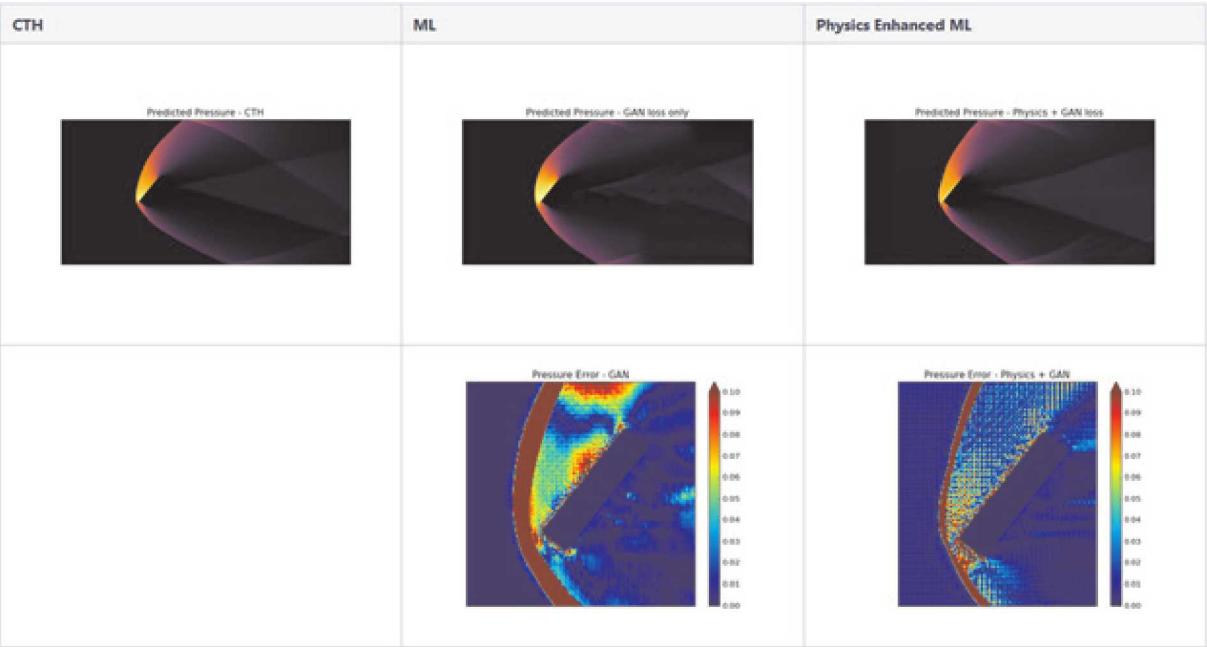 CTH
ML
Physics Enhanced ML
Predicted Pressure - CTH
Predicted Pressure - GAN loss only
Predicted Pressure - Physics + GAN loss
Pressure Error - GAN
0.10
0.09
0.08
0.07
0.06
0.05
0.04
0.03
0.02
0.01
0.00
Pressure Error - Physics + GAN
0.10
0.09
0.08
0.07
0.06
0.05
0.04
0.03
0.02
0.01
0.00